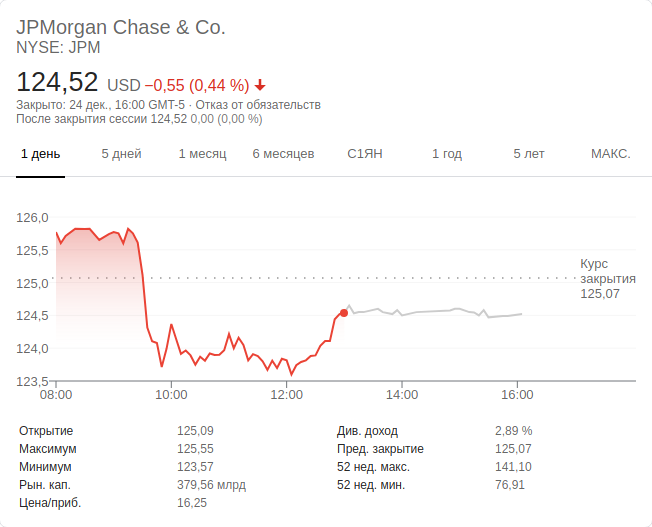 JPMorgan Chase & Co.
NYSE: JPM
124,52 USD −0,55 (0,44 %)
Закрыто: 24 дек., 16:00 GMT-5 · Отказ от обязательств
После закрытия сессии 124,52 0,00 (0,00 %)
1 день 5 дней 1 месяц 6 месяцев С1ЯН 1 год 5 лет МАКС.
126,0
125,5
125,0
124,5
124,0
123,5
Курс
закрытия
125,07
08:00 10:00 12:00 14:00 16:00
Открытие 125,09 Див. доход 2,89 %
Максимум 125,55 Пред. закрытие 125,07
Минимум 123,57 52 нед. макс. 141,10
Рын. кап. 379,56 млрд 52 нед. мин. 76,91
Цена/приб. 16,25